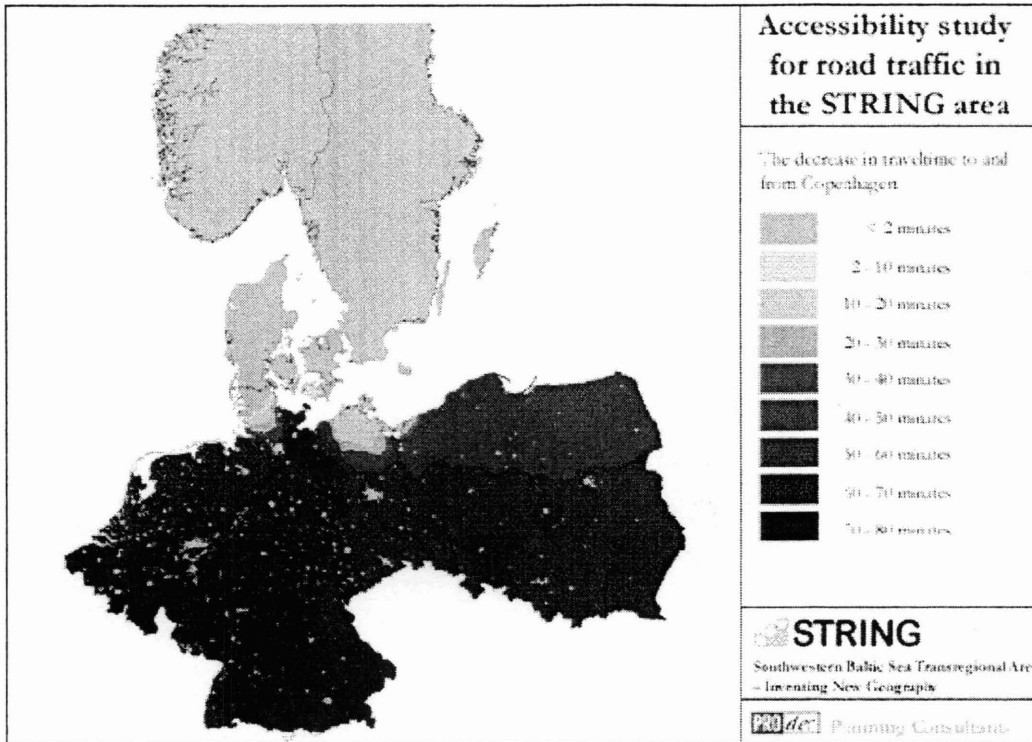 Accessibility study
for road traffic in
the STRING area
The decrease in traveltime to and
from Copenhagen
< 2 minutes
2 - 10 minutes
10 - 20 minutes
20 - 30 minutes
30 - 40 minutes
40 - 50 minutes
50 - 60 minutes
60 - 70 minutes
70 - 80 minutes
STRING
Southwestern Baltic Sea Transregional Are
– Inventing New Geography
PRO dec Planning Consultants